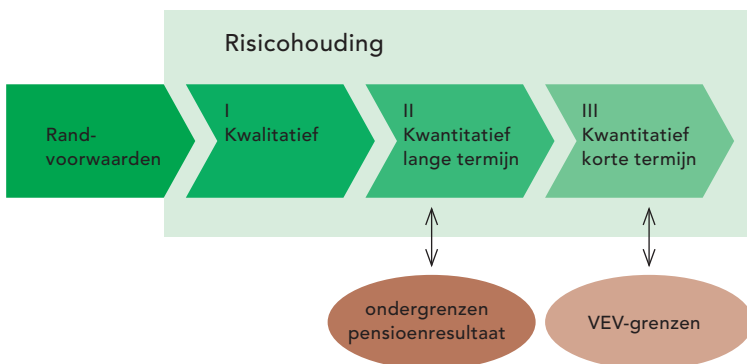 Risicohouding
Rand-
voorwaarden
I
Kwalitatief
II
Kwantitatief
lange termijn
III
Kwantitatief
korte termijn
ondergrenzen
pensioenresultaat
VEV-grenzen